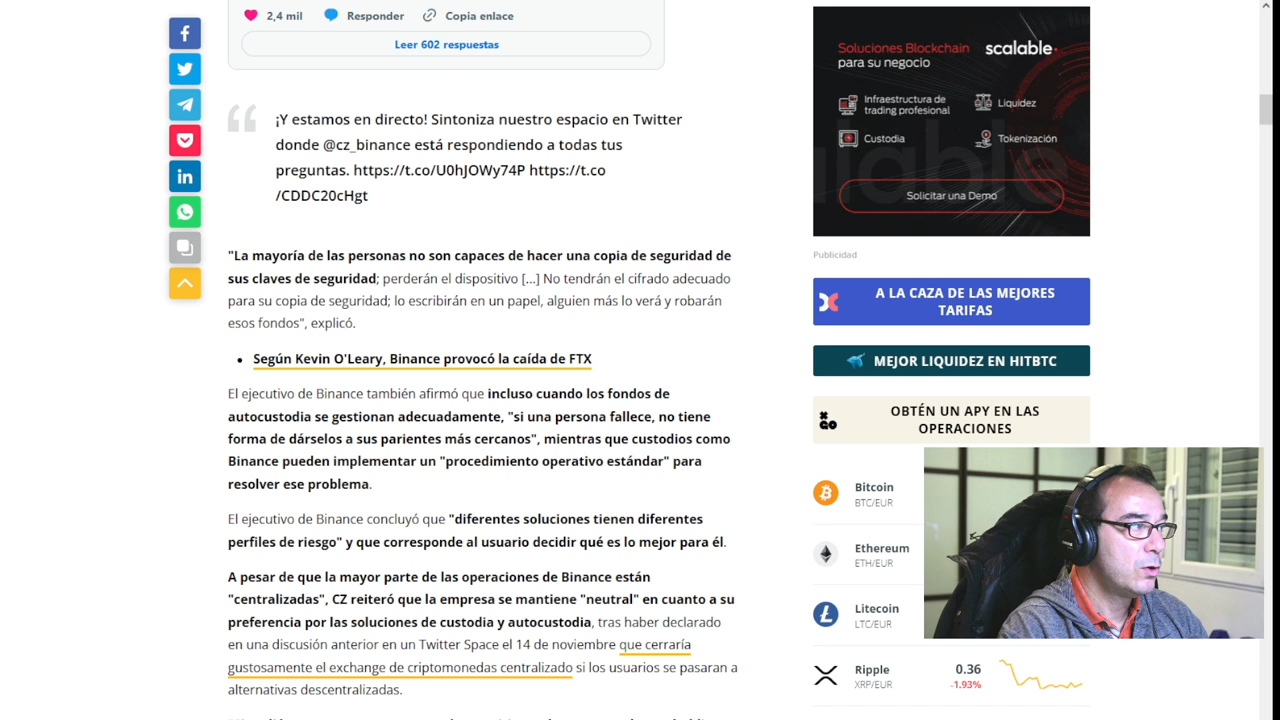 2,4 mil Responder Copia enlace
Leer 602 respuestas
¡Y estamos en directo! Sintoniza nuestro espacio en Twitter
donde @cz_binance está respondiendo a todas tus
preguntas. https://t.co/U0hJOWy74P https://t.co
/CDDC20cHgt
"La mayoría de las personas no son capaces de hacer una copia de seguridad de
sus claves de seguridad; perderán el dispositivo [...] No tendrán el cifrado adecuado
para su copia de seguridad; lo escribirán en un papel, alguien más lo verá y robarán
esos fondos", explicó.
• Según Kevin O'Leary, Binance provocó la caída de FTX
El ejecutivo de Binance también afirmó que incluso cuando los fondos de
autocustodia se gestionan adecuadamente, "si una persona fallece, no tiene
forma de dárselos a sus parientes más cercanos", mientras que custodios como
Binance pueden implementar un "procedimiento operativo estándar" para
resolver ese problema.
El ejecutivo de Binance concluyó que "diferentes soluciones tienen diferentes
perfiles de riesgo" y que corresponde al usuario decidir qué es lo mejor para él.
A pesar de que la mayor parte de las operaciones de Binance están
"centralizadas", CZ reiteró que la empresa se mantiene "neutral" en cuanto a su
preferencia por las soluciones de custodia y autocustodia, tras haber declarado
en una discusión anterior en un Twitter Space el 14 de noviembre que cerraría
gustosamente el exchange de criptomonedas centralizado si los usuarios se pasaran a
alternativas descentralizadas.
Soluciones Blockchain
para su negocio
scalable
Infraestructura de
trading profesional
Liquidez
Custodia
Tokenización
Solicitar una Demo
Publicidad
A LA CAZA DE LAS MEJORES
TARIFAS
MEJOR LIQUIDEZ EN HITBTC
OBTÉN UN APY EN LAS
OPERACIONES
Bitcoin
BTC/EUR
Ethereum
ETH/EUR
Litecoin
LTC/EUR
Ripple 0.36
XRP/EUR -1.93%